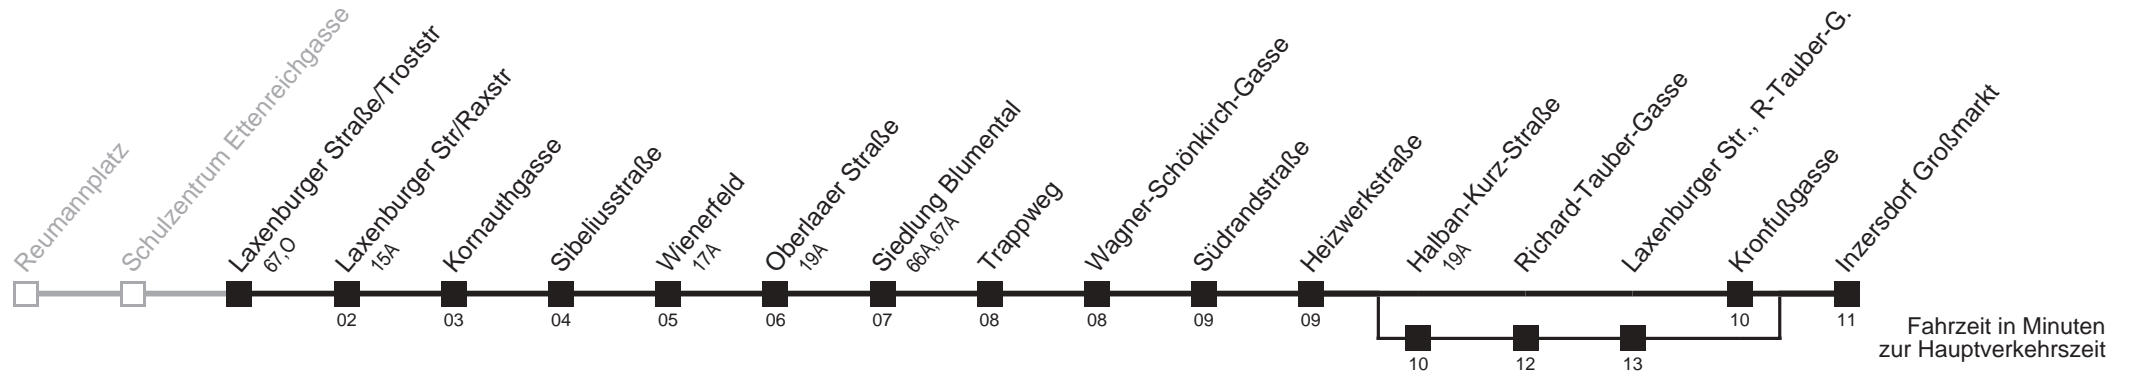 Reumannplatz
Schulzentrum Ettenreichgasse
Laxenburger Straße/Troststr
67,O
Laxenburger Str/Raxstr
15A
Kornauthgasse
Sibeliusstraße
Wienerfeld
17A
Oberlaaer Straße
19A
Siedlung Blumental
66A,67A
Trappweg
Wagner-Schönkirch-Gasse
Südrandstraße
Heizwerkstraße
Halban-Kurz-Straße
19A
Richard-Tauber-Gasse
Laxenburger Str., R-Tauber-G.
Kronfußgasse
Inzersdorf Großmarkt
02 03 04 05 06 07 08 08 09 09 10 11
10 12 13
Fahrzeit in Minuten
zur Hauptverkehrszeit